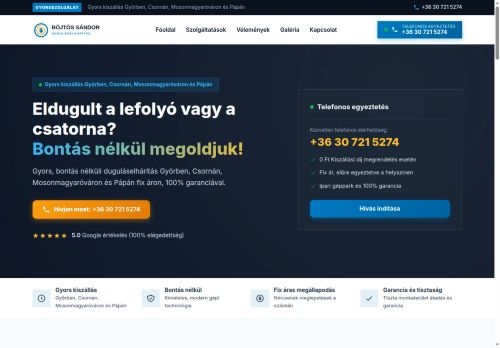 GYORSSZOLGÁLAT Gyors kiszállás Győrben, Csornán, Mosonmagyaróváron és Pápán +36 30 721 5274
BÖJTÖS SÁNDOR
DUGULÁSELHÁRÍTÁS
Főoldal Szolgáltatások Vélemények Galéria Kapcsolat
TELEFONOS EGYEZTETÉS
+36 30 721 5274
Gyors kiszállás Győrben, Csornán, Mosonmagyaróváron és Pápán
Eldugult a lefolyó vagy a
csatorna?
Bontás nélkül megoldjuk!
Gyors, bontás nélküli duguláselhárítás Győrben, Csornán,
Mosonmagyaróváron és Pápán fix áron, 100% garanciával.
Hívjon most: +36 30 721 5274
★★★★★ 5.0 Google értékelés (100% elégedettség)
Telefonos egyeztetés
Közvetlen telefonos elérhetőség:
+36 30 721 5274
0 Ft Kiszállási díj megrendelés esetén
Fix ár, előre egyeztetve a helyszínen
Ipari géppark és 100% garancia
Hívás indítása
Gyors kiszállás
Győrben, Csornán,
Mosonmagyaróváron és Pápán
Bontás nélkül
Kíméletes, modern gépi
technológia
Fix áras megállapodás
Nincsenek meglepetések a
számlán
Garancia és tisztaság
Tiszta munkaterület átadás és
garancia